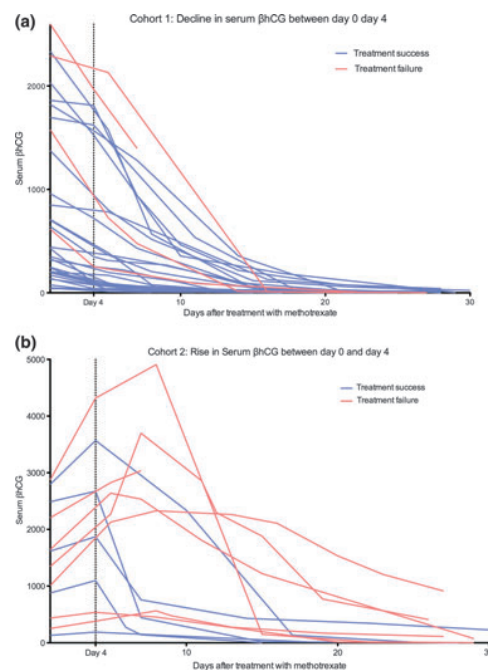 (a)
Cohort 1: Decline in serum βhCG between day 0 day 4
Treatment success
Treatment failure
2000
1000
0
Serum βhCG
Day 4
10
20
30
Days after treatment with methotrexate
(b)
Cohort 2: Rise in Serum βhCG between day 0 and day 4
Treatment success
Treatment failure
5000
4000
3000
2000
1000
0
Serum βhCG
Day 4
10
20
Days after treatment with methotrexate